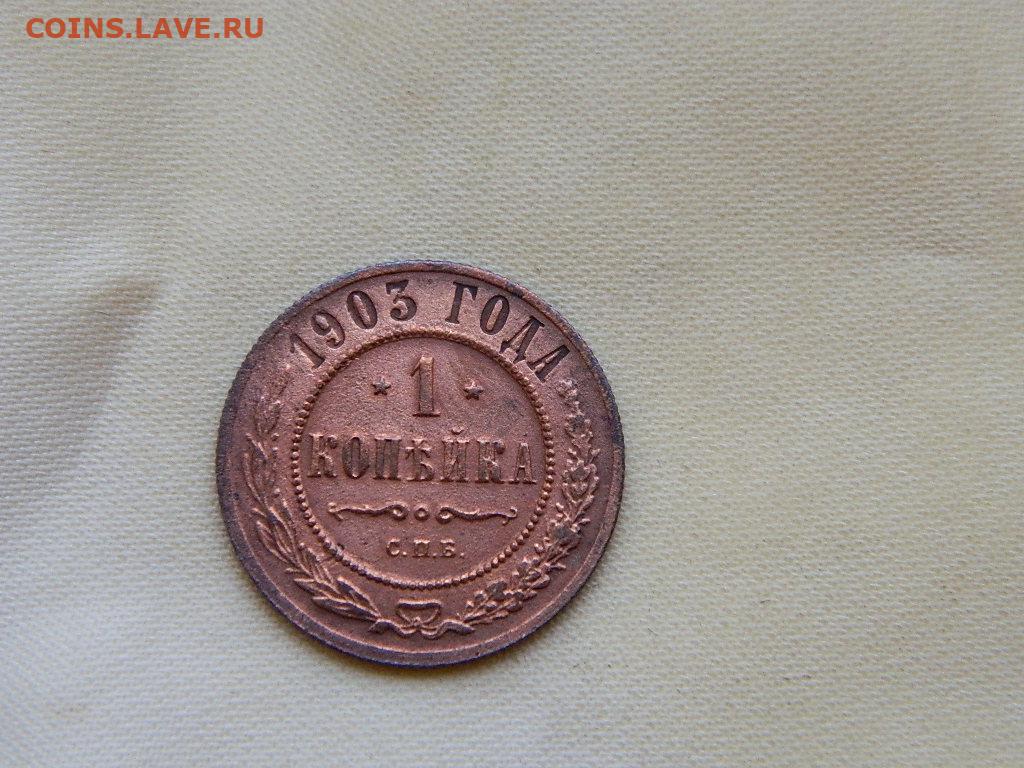 COINS.LAVE.RU
1903 ГОДА
* 1 *
КОПѢЙКА
С.П.Б.